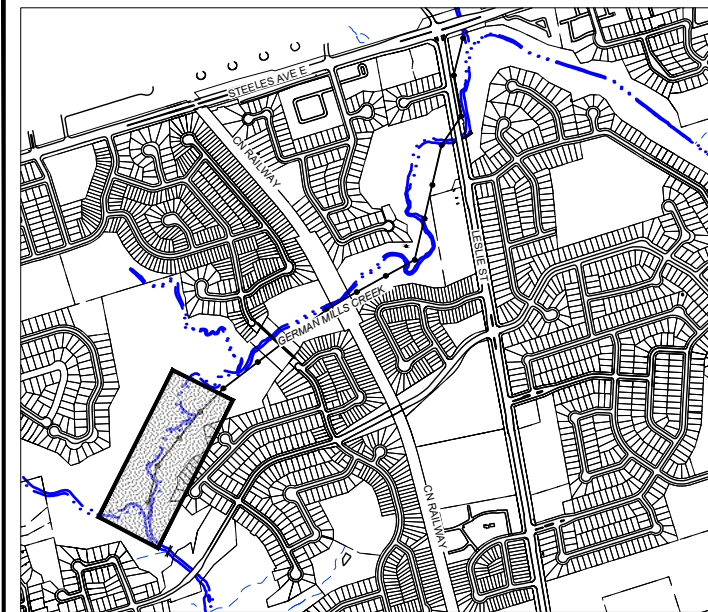 STEELES AVE E
CN RAILWAY
LESLIE ST
GERMAN MILLS CREEK
CN RAILWAY